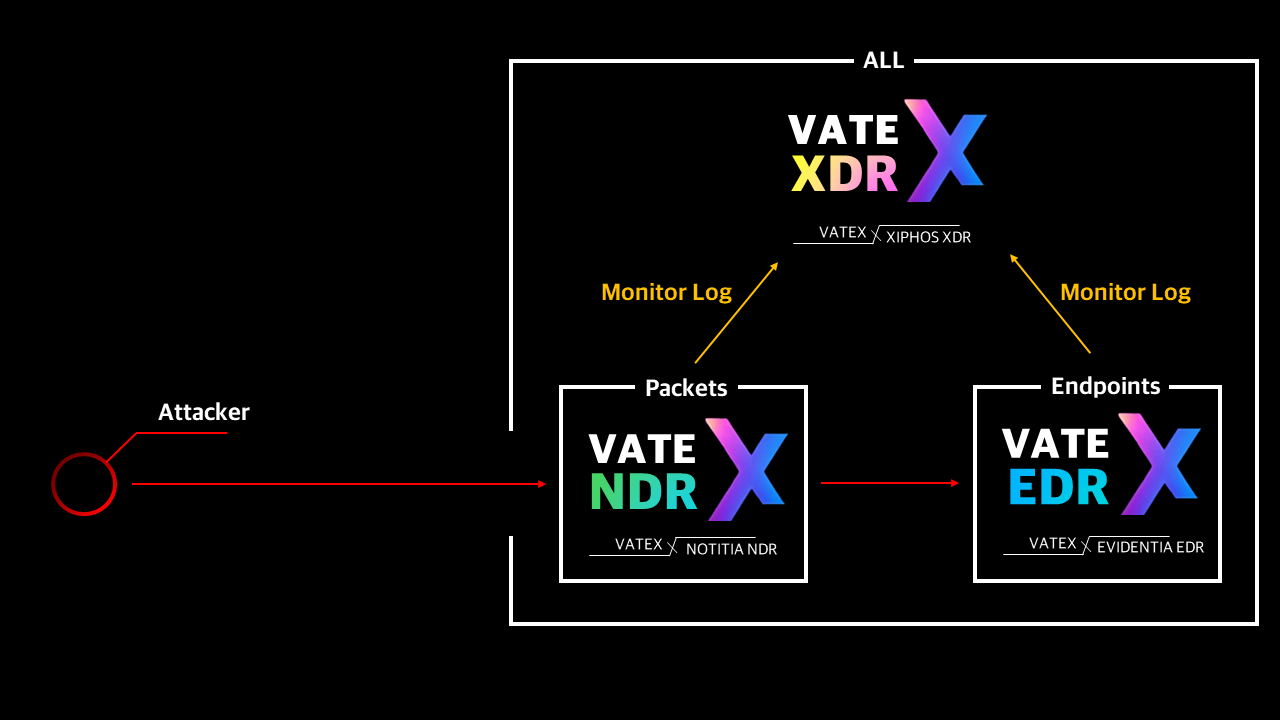 ALL
VATE X
XDR
VATEX XIPHOS XDR
Monitor Log
Monitor Log
Attacker
Packets
VATE X
NDR
VATEX NOTITIA NDR
Endpoints
VATE X
EDR
VATEX EVIDENTIA EDR